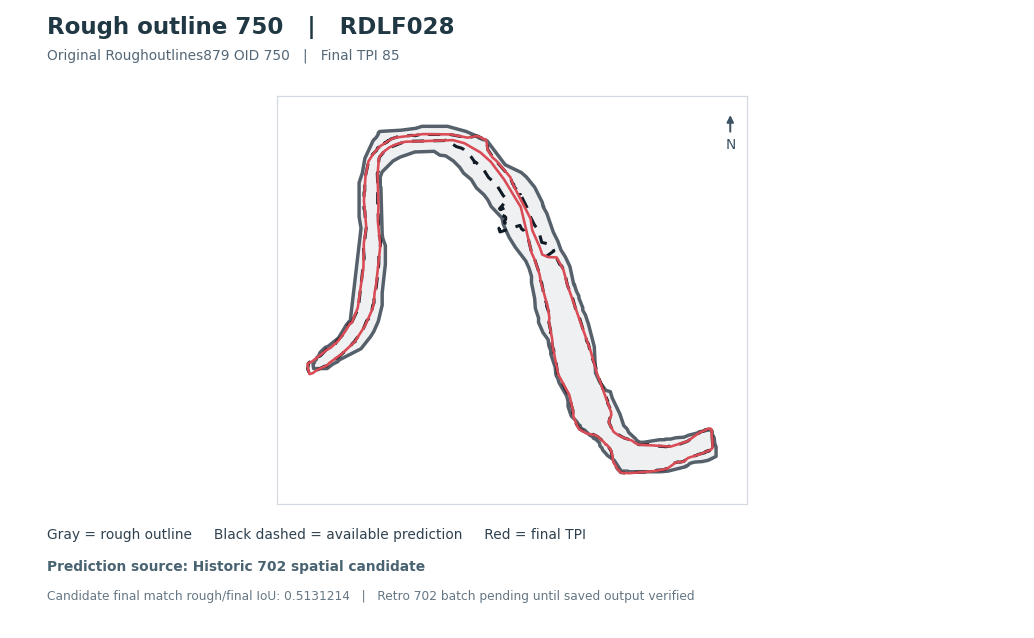 Rough outline 750   |   RDLF028
Original Roughoutlines879 OID 750   |   Final TPI 85
N
Gray = rough outline     Black dashed = available prediction     Red = final TPI
Prediction source: Historic 702 spatial candidate
Candidate final match rough/final IoU: 0.5131214   |   Retro 702 batch pending until saved output verified